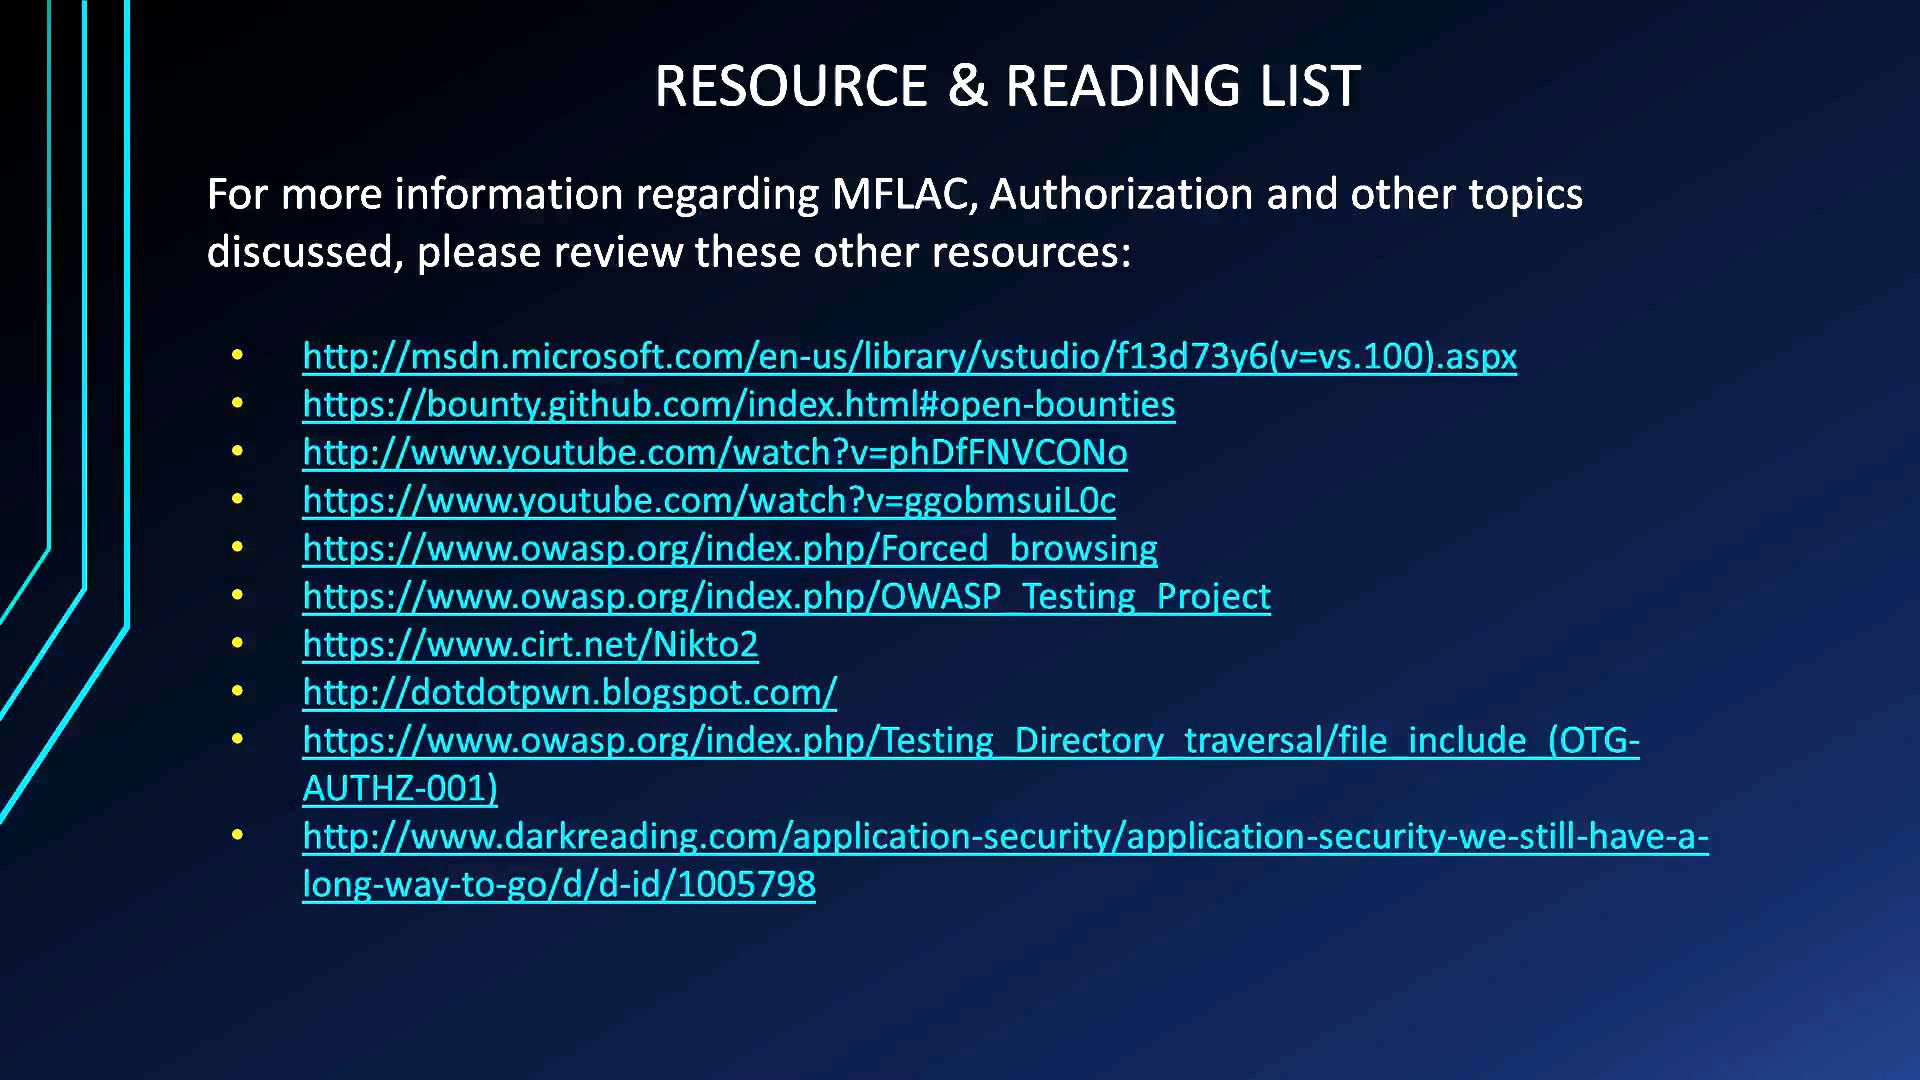 RESOURCE & READING LIST
For more information regarding MFLAC, Authorization and other topics
discussed, please review these other resources:
• http://msdn.microsoft.com/en-us/library/vstudio/f13d73y6(v=vs.100).aspx
• https://bounty.github.com/index.html#open-bounties
• http://www.youtube.com/watch?v=phDfFNVCONo
• https://www.youtube.com/watch?v=ggobmsuiL0c
• https://www.owasp.org/index.php/Forced_browsing
• https://www.owasp.org/index.php/OWASP_Testing_Project
• https://www.cirt.net/Nikto2
• http://dotdotpwn.blogspot.com/
• https://www.owasp.org/index.php/Testing_Directory_traversal/file_include_(OTG-
AUTHZ-001)
• http://www.darkreading.com/application-security/application-security-we-still-have-a-
long-way-to-go/d/d-id/1005798